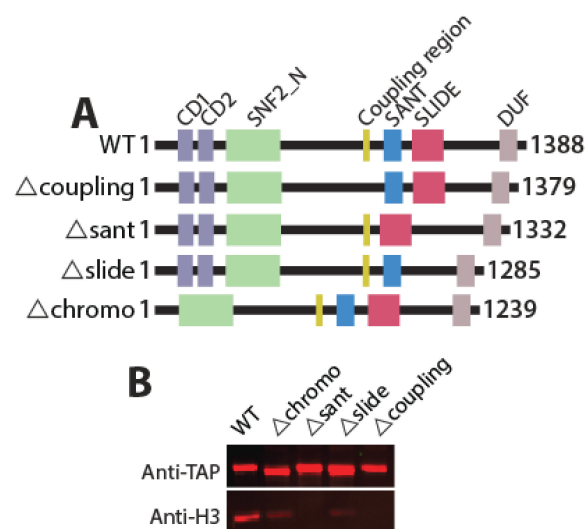 A
CD1 CD2 SNF2_N Coupling region SANT SLIDE DUF
WT 1 1388
△coupling 1 1379
△sant 1 1332
△slide 1 1285
△chromo 1 1239
B
WT △chromo △sant △slide △coupling
Anti-TAP
Anti-H3